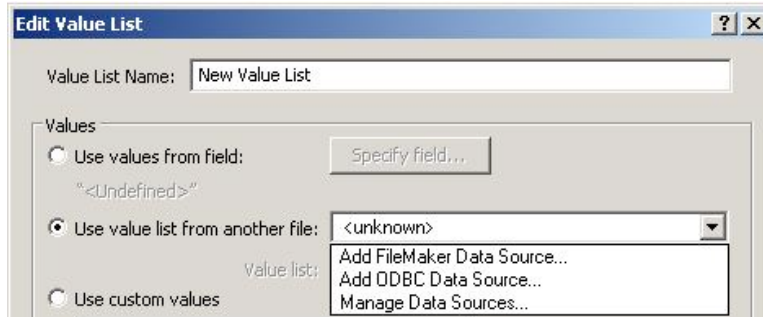 Edit Value List
Value List Name: New Value List
Values
Use values from field: Specify field...
"<Undefined>"
Use value list from another file: <unknown>
Add FileMaker Data Source...
Value list:
Add ODBC Data Source...
Use custom values
Manage Data Sources...